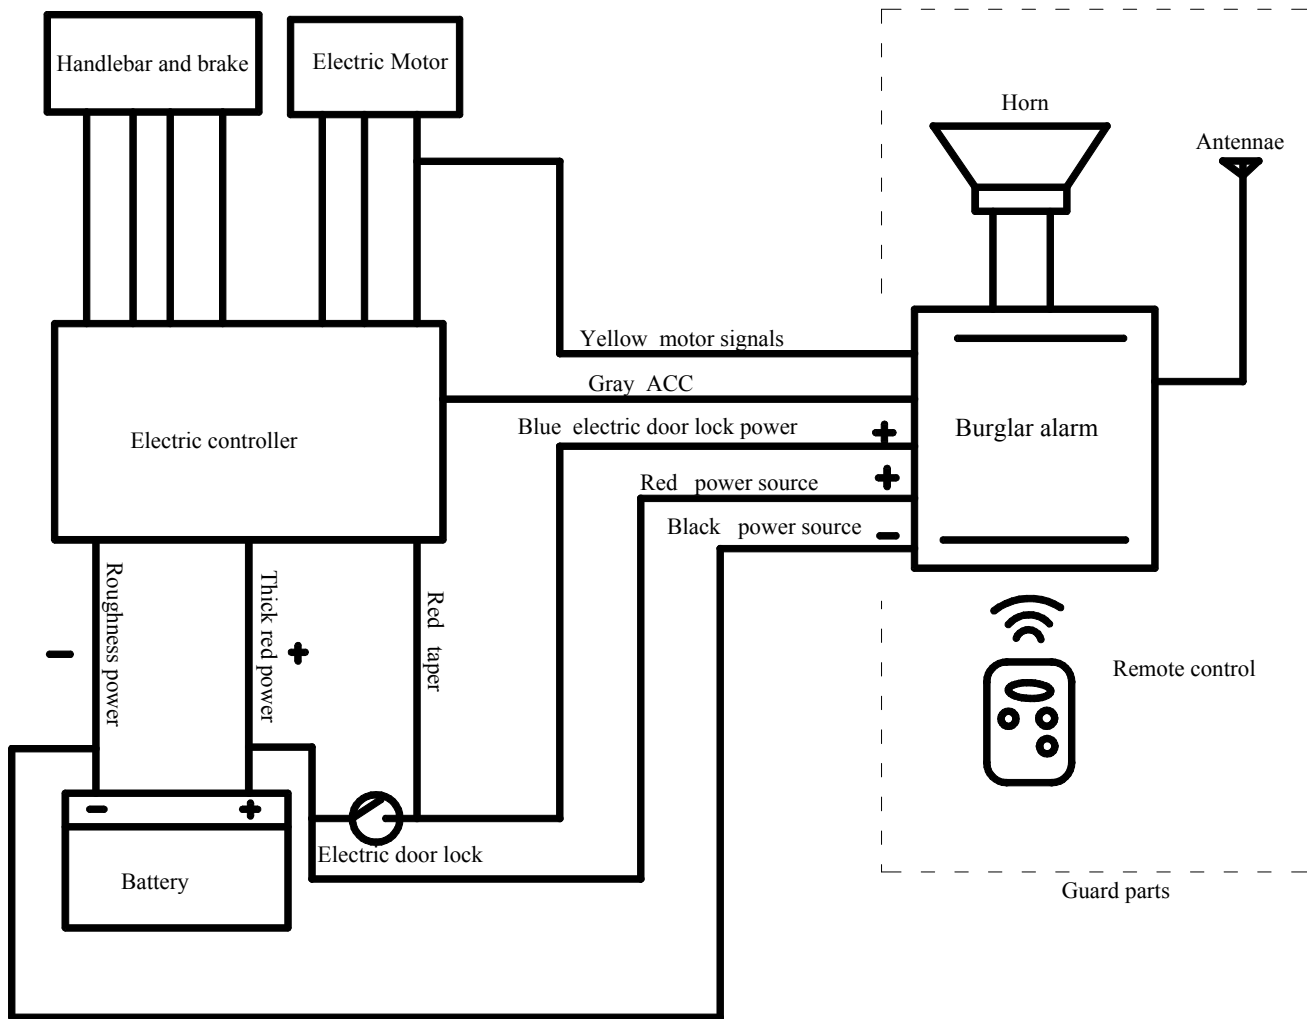 Handlebar and brake
Electric Motor
Horn
Antennae
Yellow motor signals
Gray ACC
Blue electric door lock power
+
Red power source
+
Black power source
-
Electric controller
Burglar alarm
Roughness power
-
Thick red power
+
Red taper
Remote control
- +
Electric door lock
Battery
Guard parts